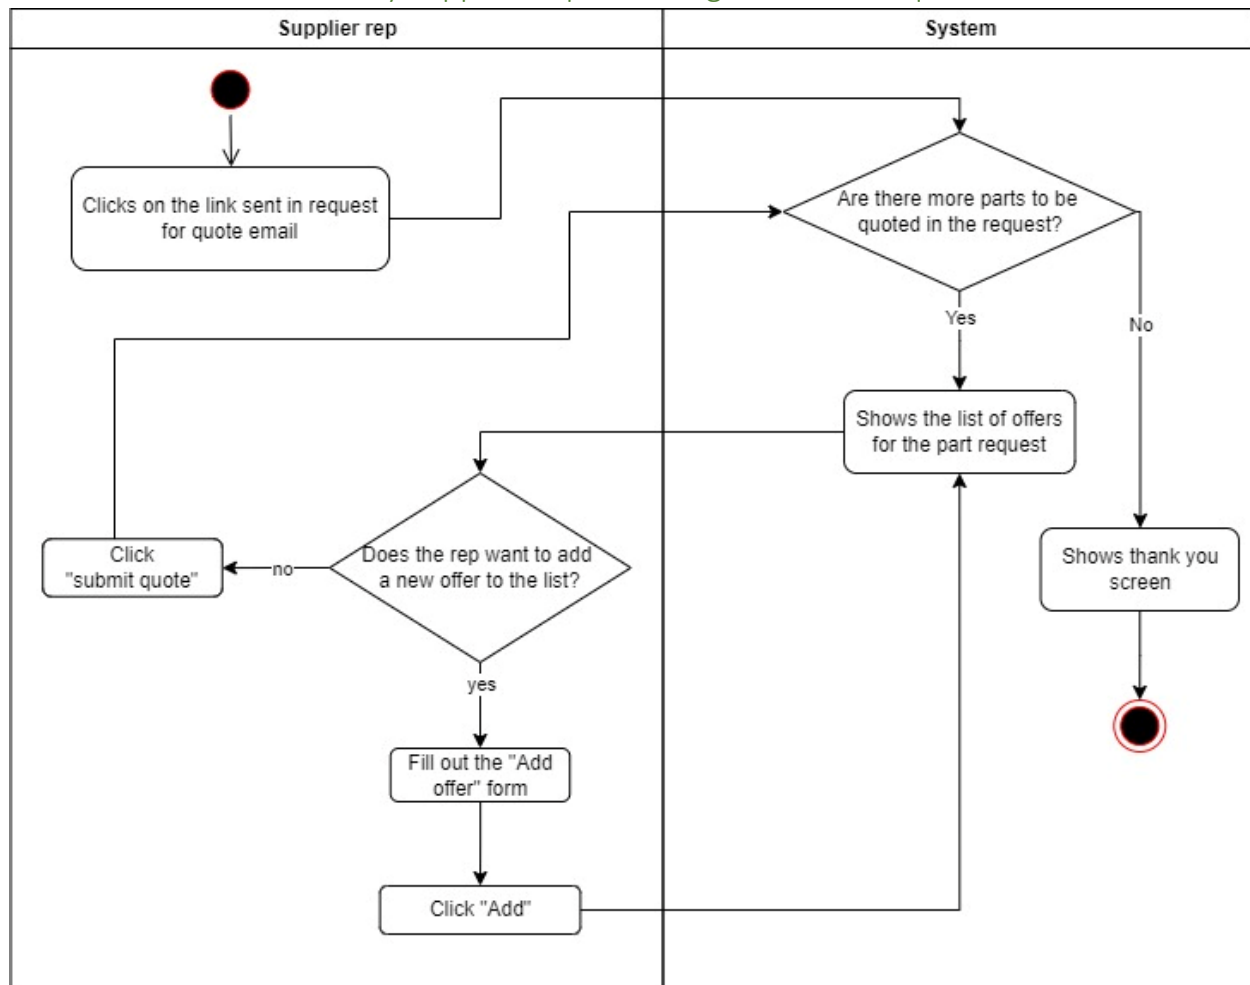 Supplier rep
System
Clicks on the link sent in request
for quote email
Are there more parts to be
quoted in the request?
Yes
No
Shows the list of offers
for the part request
Does the rep want to add
a new offer to the list?
no
Click
"submit quote"
Shows thank you
screen
yes
Fill out the "Add
offer" form
Click "Add"